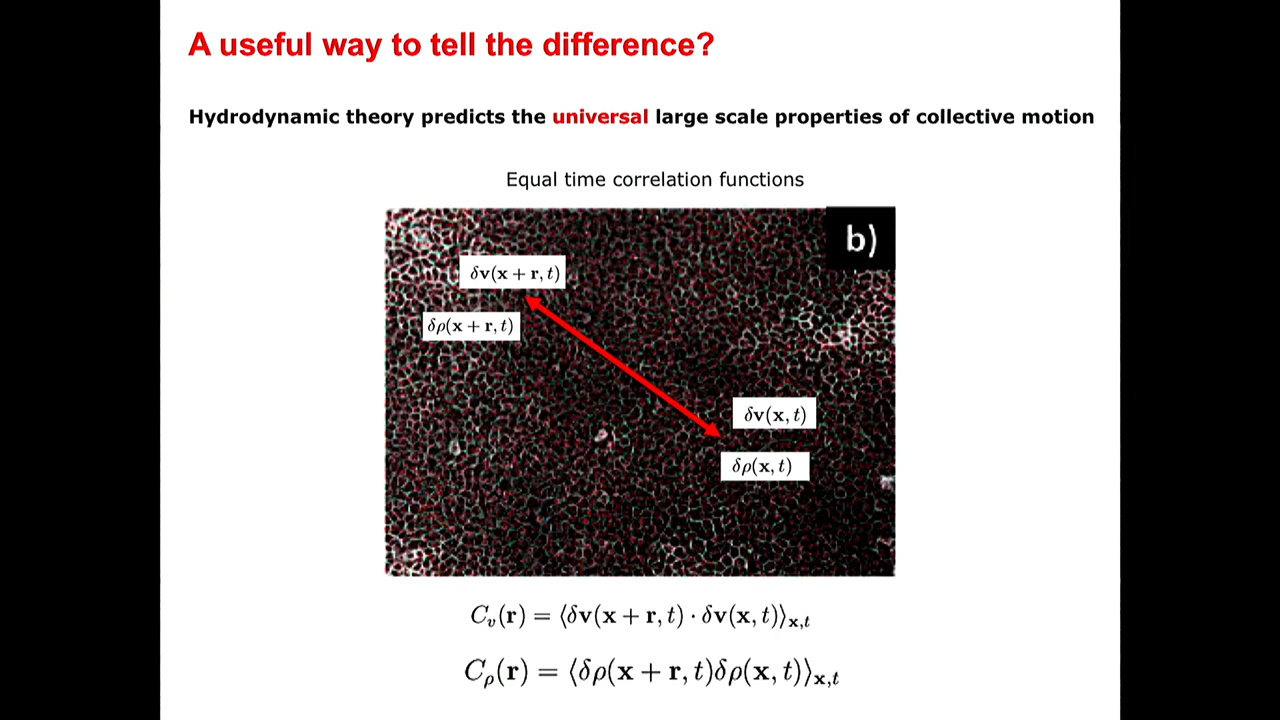 A useful way to tell the difference?
Hydrodynamic theory predicts the universal large scale properties of collective motion
Equal time correlation functions
b)
δv(x + r, t)
δρ(x + r, t)
δv(x, t)
δρ(x, t)
C_v(r) = ⟨δv(x + r, t) · δv(x, t)⟩_{x,t}
C_ρ(r) = ⟨δρ(x + r, t)δρ(x, t)⟩_{x,t}